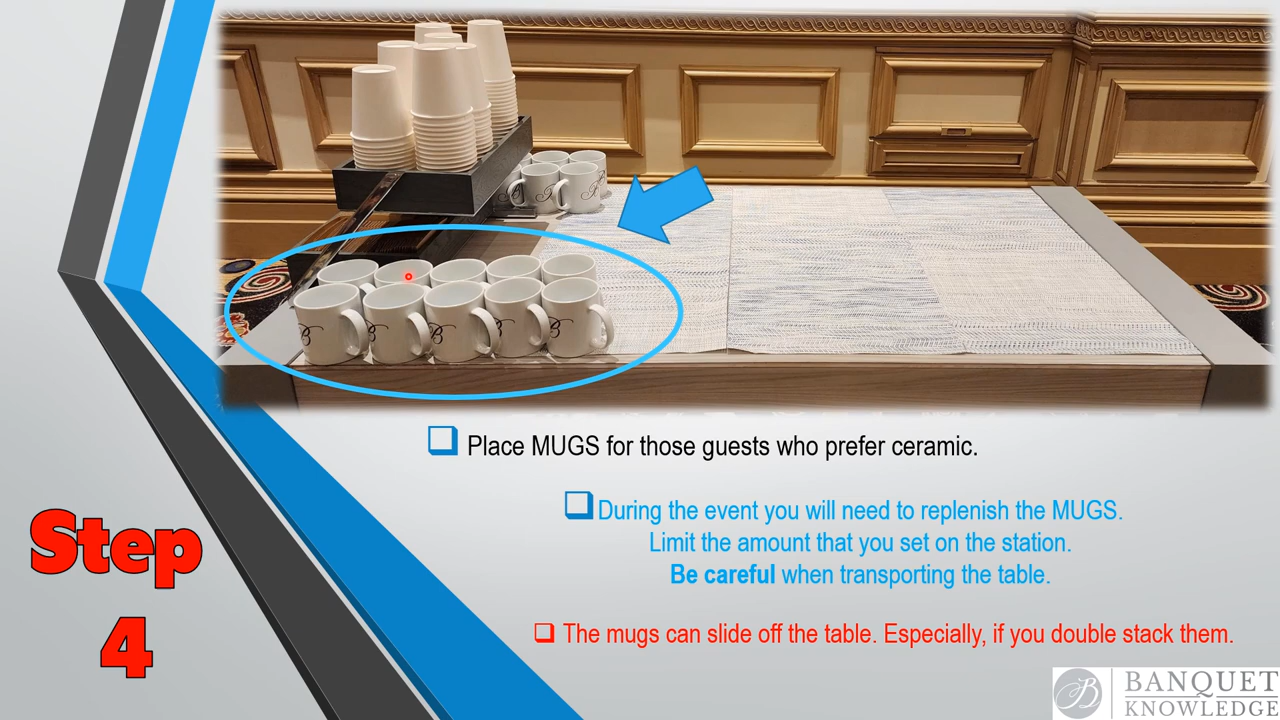 Place MUGS for those guests who prefer ceramic.
During the event you will need to replenish the MUGS.
Limit the amount that you set on the station.
Be careful when transporting the table.
The mugs can slide off the table. Especially, if you double stack them.
Step
4
B
BANQUET
KNOWLEDGE